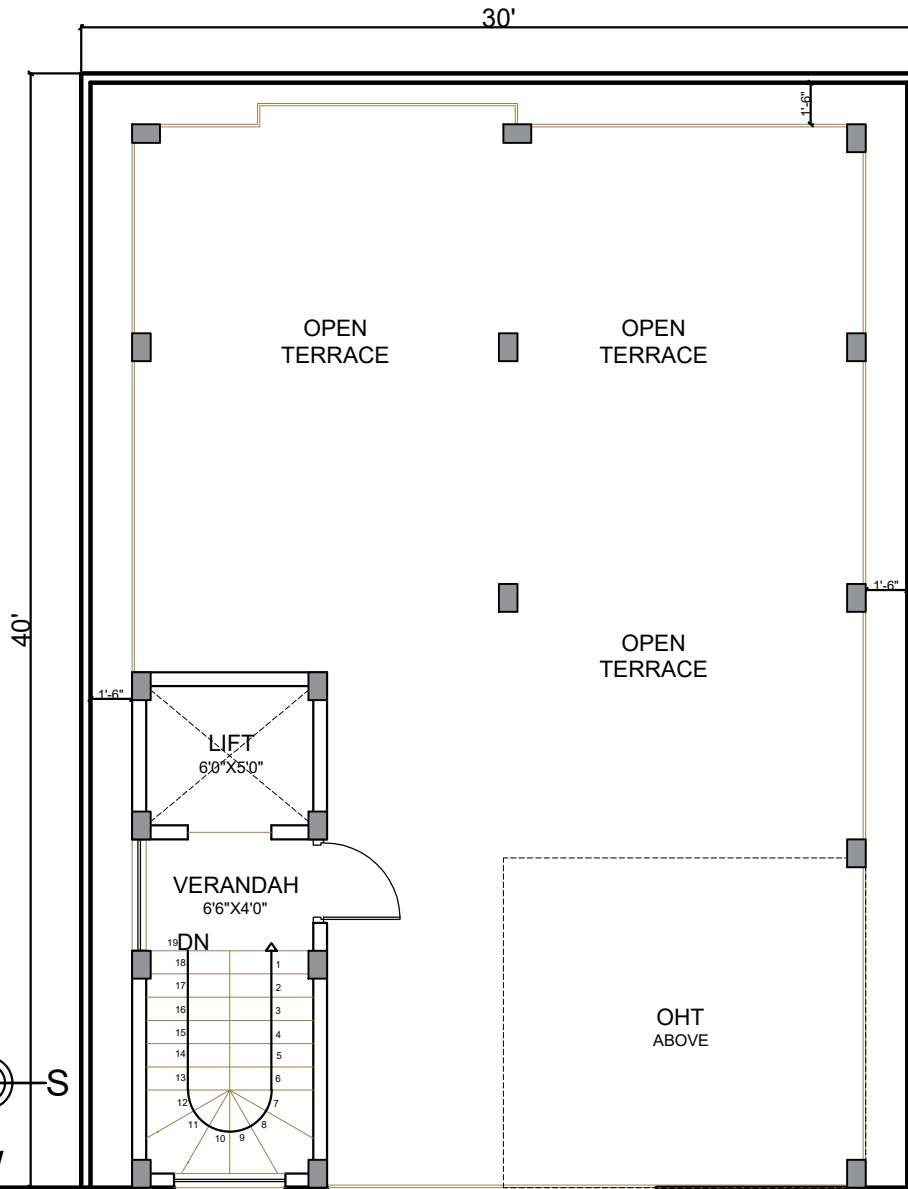 30'
1'-6"
OPEN
TERRACE
OPEN
TERRACE
40'
1'-6"
OPEN
TERRACE
1'-6"
LIFT
6'0"X5'0"
VERANDAH
6'6"X4'0"
19
DN
18
1
17
2
16
3
15
4
14
5
13
6
12
7
11
8
10
9
OHT
ABOVE
S